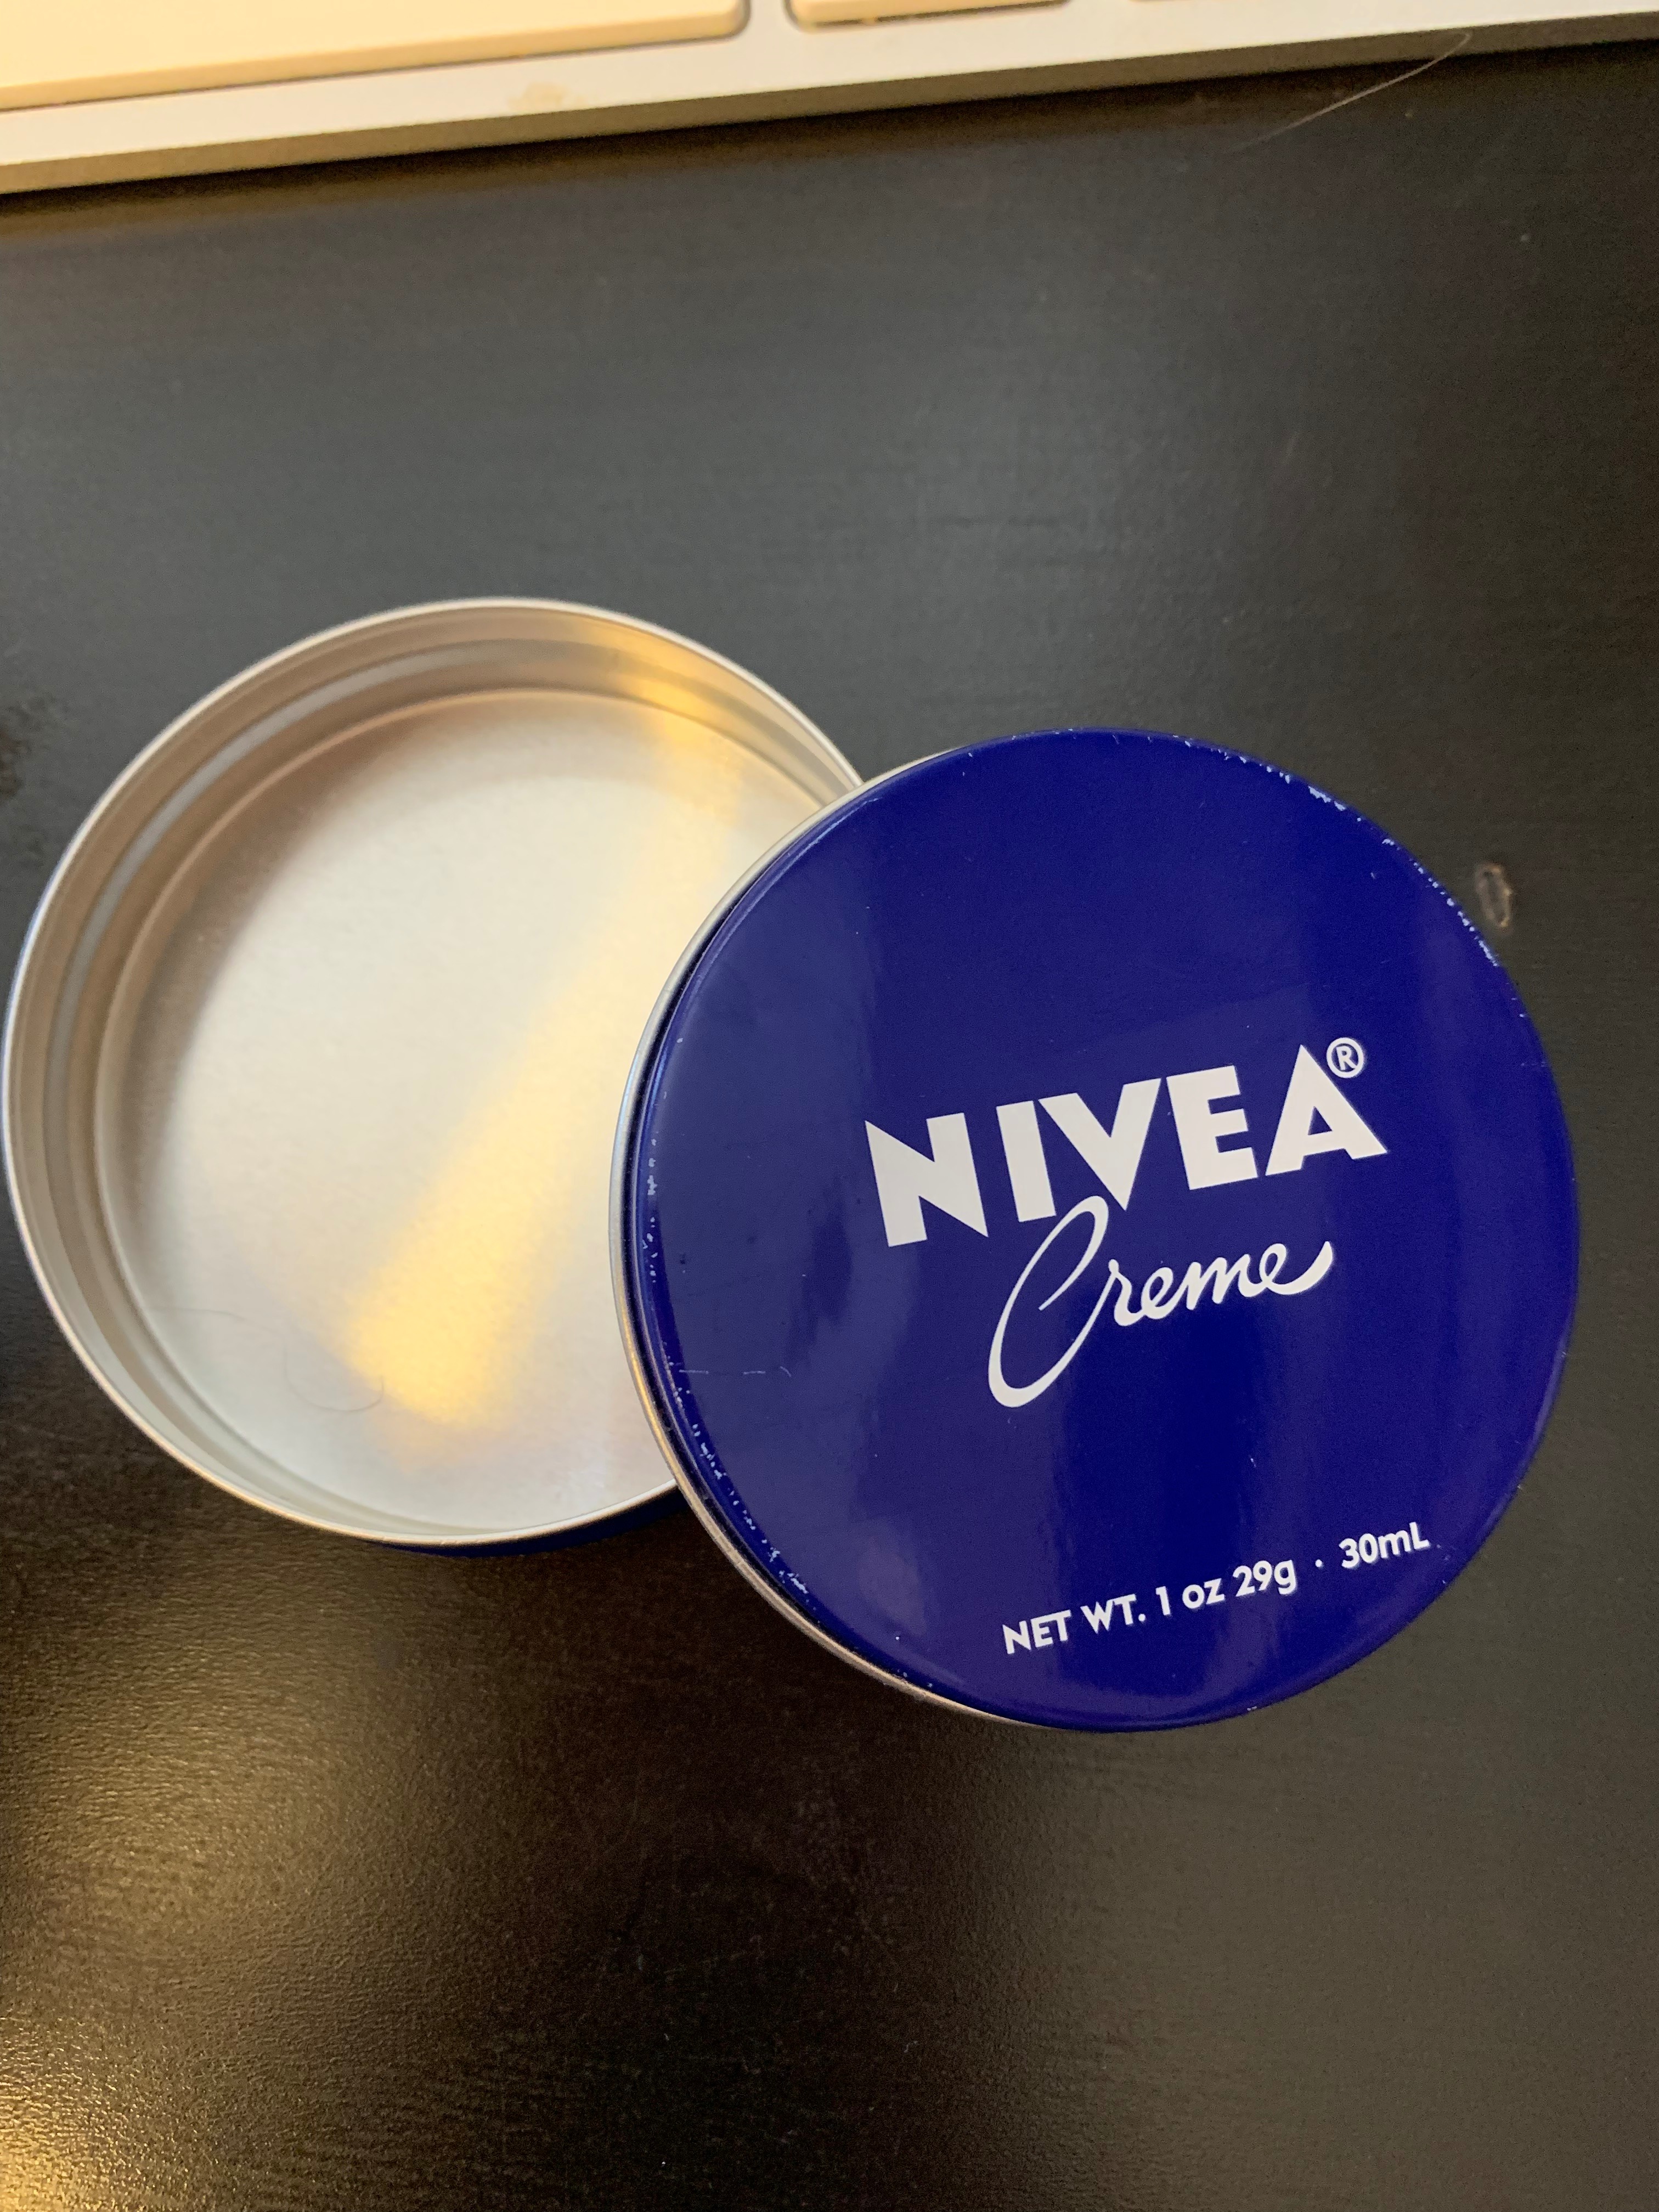 NIVEA®
Creme
NET WT. 1 oz 29g · 30mL